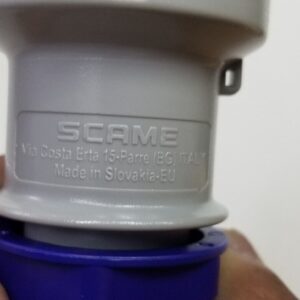 SCAME
Via Costa Erta 15-Parre (BG) ITALY
Made in Slovakia-EU